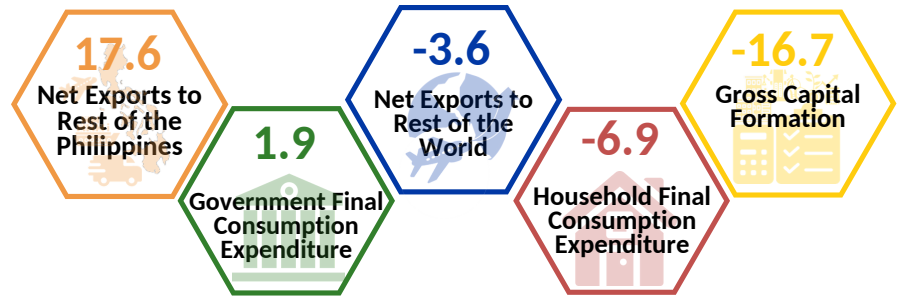 17.6
Net Exports to
Rest of the
Philippines
1.9
Government Final
Consumption
Expenditure
-3.6
Net Exports to
Rest of the
World
-6.9
Household Final
Consumption
Expenditure
-16.7
Gross Capital
Formation